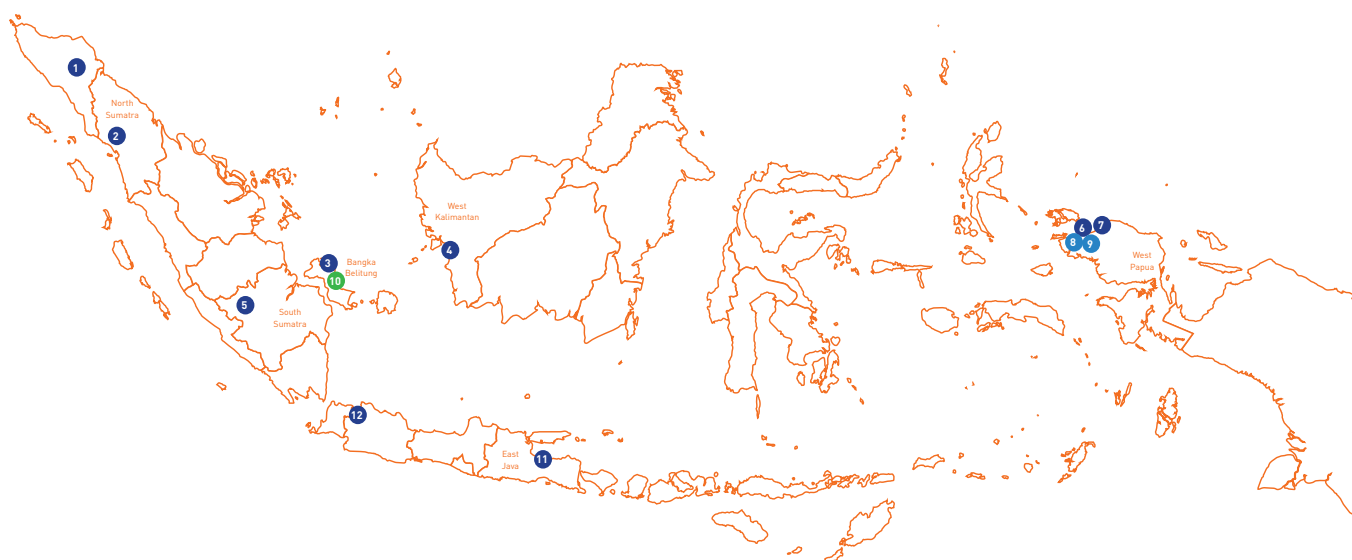 1
North
Sumatra
2
West
Kalimantan
4
3
Bangka
Belitung
10
5
South
Sumatra
6
7
8
9
West
Papua
12
East
Java
11